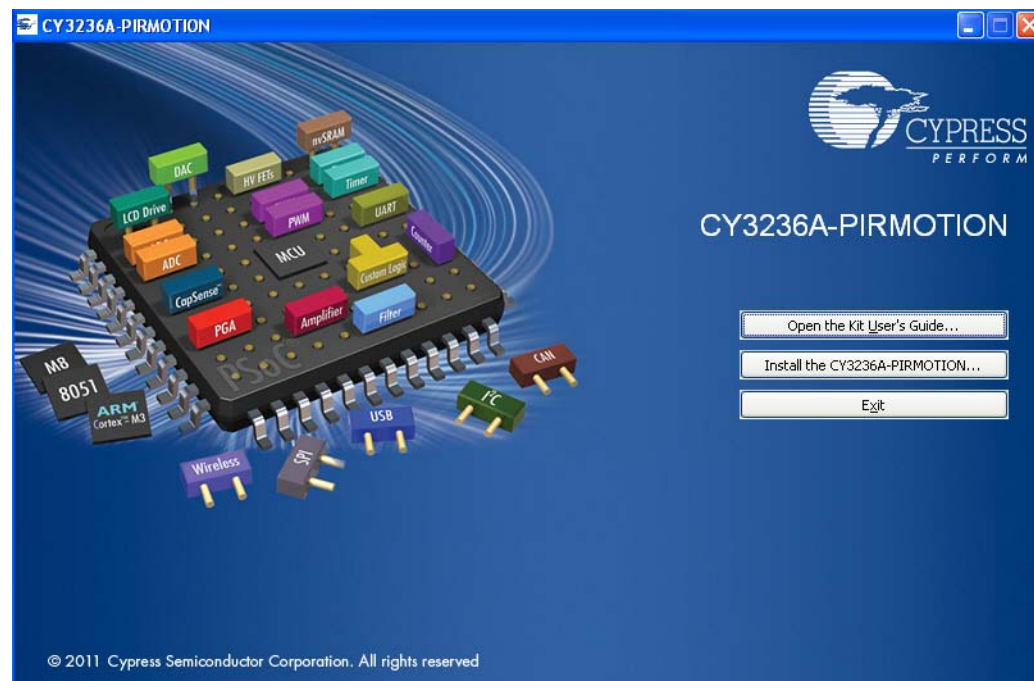 CY3236A-PIRMOTION
CYPRESS
PERFORM
CY3236A-PIRMOTION
Open the Kit User's Guide...
Install the CY3236A-PIRMOTION...
Exit
nvSRAM
DAC
HV FETs
Timer
LCD Drive
PWM
UART
Counter
ADC
MCU
Custom Logic
CapSense™
PGA
Amplifier
Filter
PSoC
M8
8051
ARM
Cortex™-M3
CAN
I²C
USB
SPI
Wireless
© 2011 Cypress Semiconductor Corporation. All rights reserved